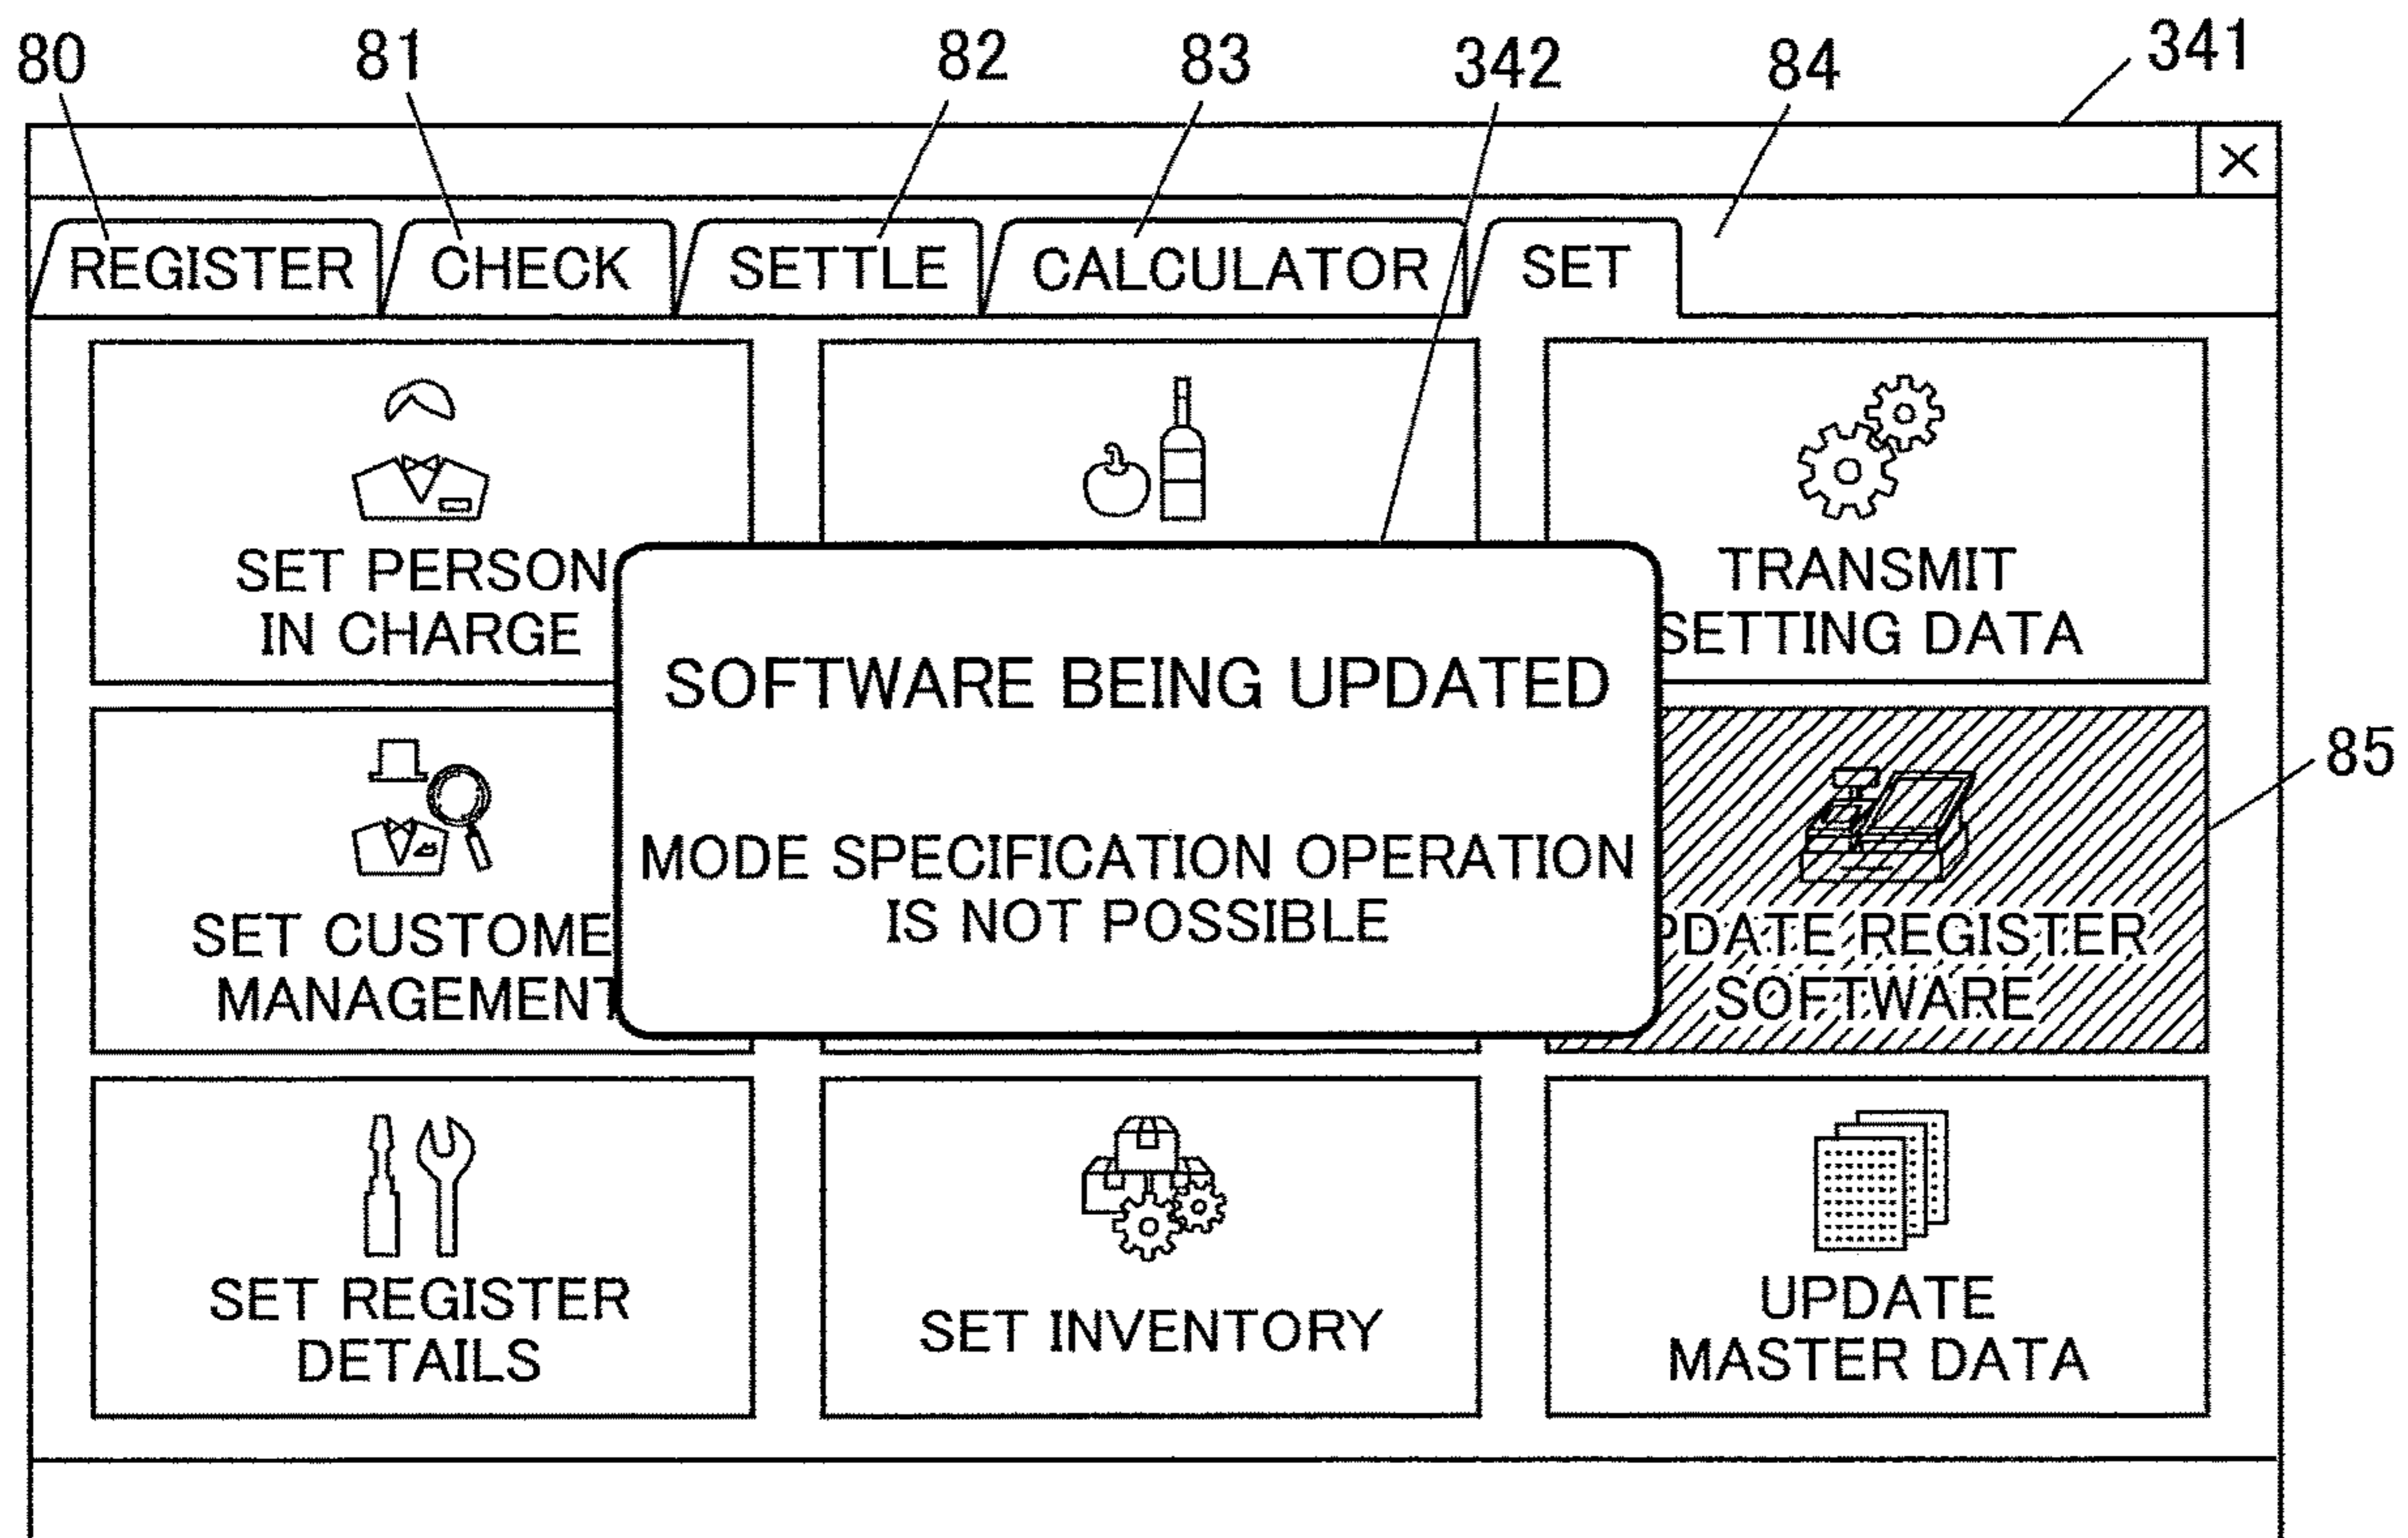 80 81 82 83 342 84 341
REGISTER CHECK SETTLE CALCULATOR SET
SET PERSON
IN CHARGE
TRANSMIT
SETTING DATA
SOFTWARE BEING UPDATED
MODE SPECIFICATION OPERATION
IS NOT POSSIBLE
85
SET CUSTOME
MANAGEMENT
PDATE REGISTER
SOFTWARE
SET REGISTER
DETAILS
SET INVENTORY
UPDATE
MASTER DATA